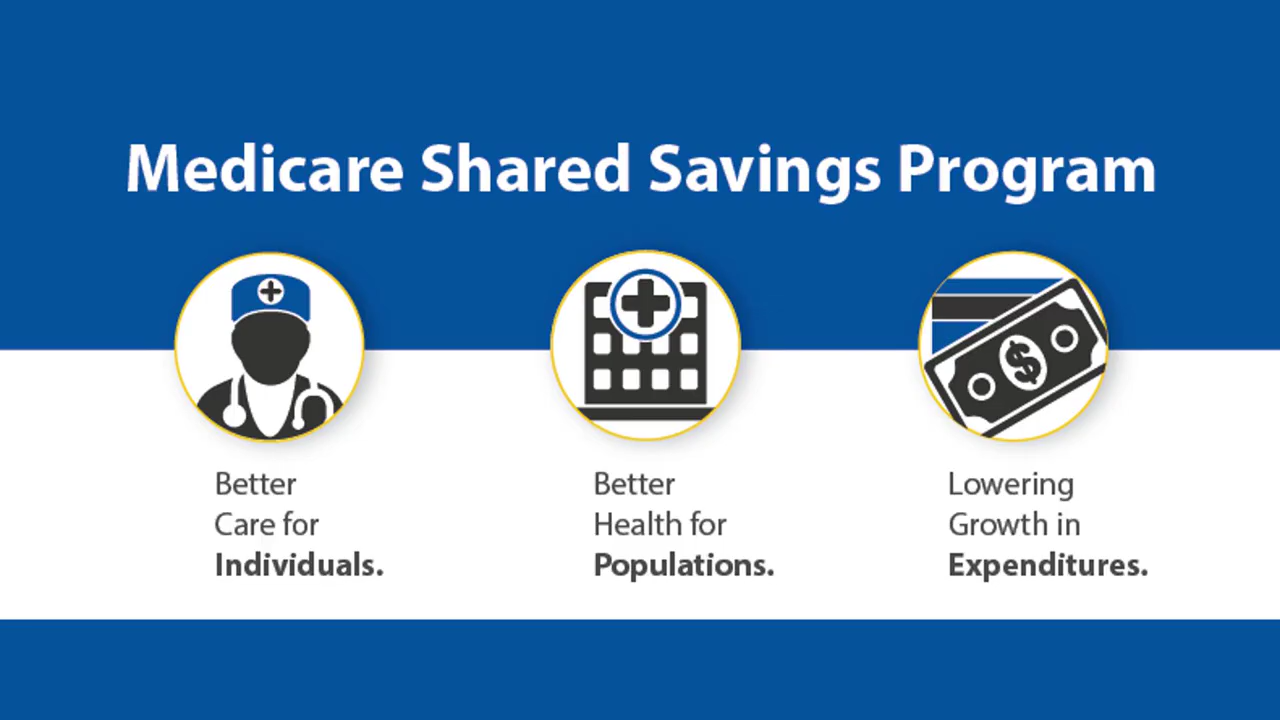 Medicare Shared Savings Program
Better
Care for
Individuals.
Better
Health for
Populations.
Lowering
Growth in
Expenditures.